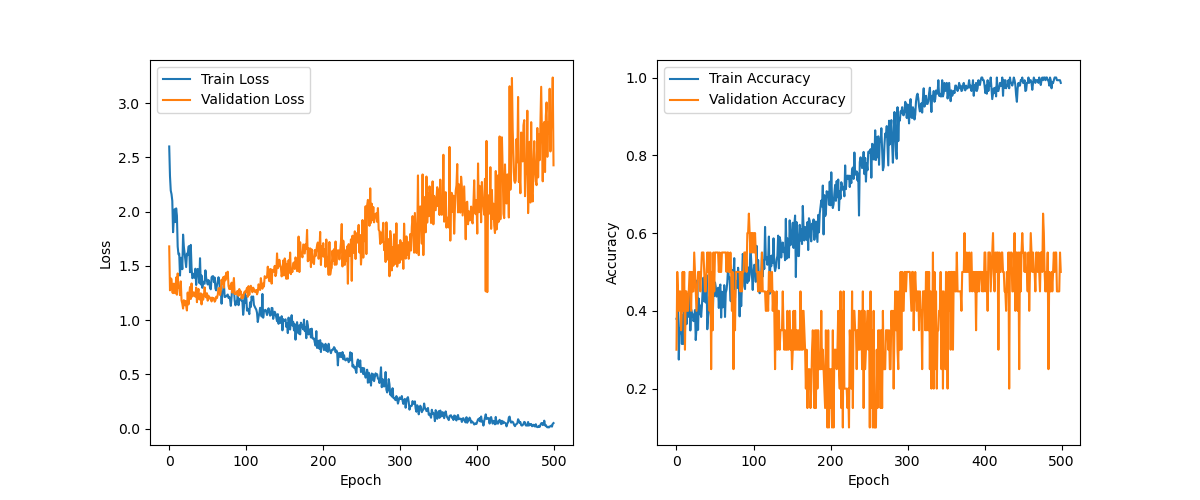 Train Loss
Validation Loss
3.0
2.5
2.0
1.5
1.0
0.5
0.0
Loss
0 100 200 300 400 500
Epoch
Train Accuracy
Validation Accuracy
1.0
0.8
0.6
0.4
0.2
Accuracy
0 100 200 300 400 500
Epoch